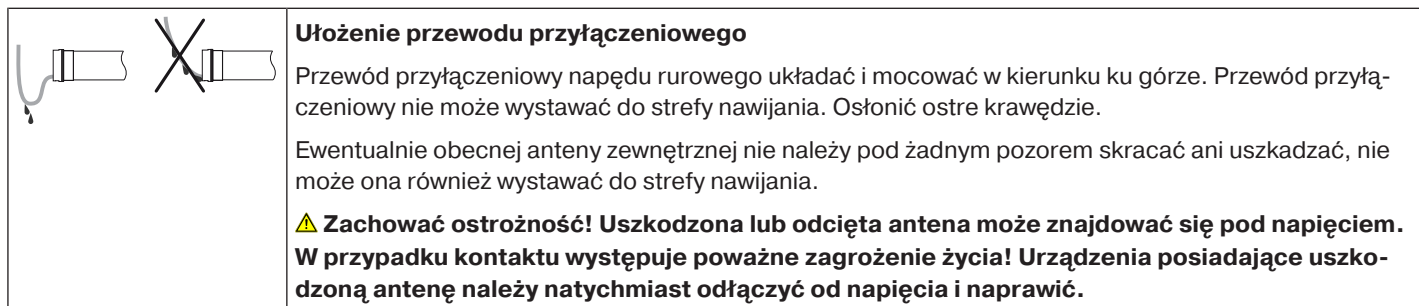 Ułożenie przewodu przyłączeniowego
Przewód przyłączeniowy napędu rurowego układać i mocować w kierunku ku górze. Przewód przyłą-
czeniowy nie może wystawać do strefy nawijania. Osłonić ostre krawędzie.
Ewentualnie obecnej anteny zewnętrznej nie należy pod żadnym pozorem skracać ani uszkadzać, nie
może ona również wystawać do strefy nawijania.
⚠ Zachować ostrożność! Uszkodzona lub odcięta antena może znajdować się pod napięciem.
W przypadku kontaktu występuje poważne zagrożenie życia! Urządzenia posiadające uszko-
dzoną antenę należy natychmiast odłączyć od napięcia i naprawić.